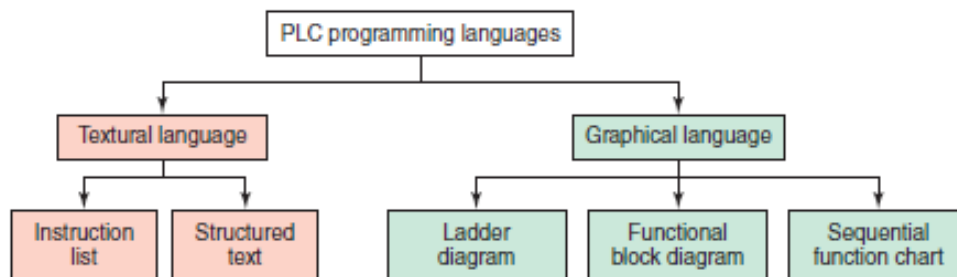 PLC programming languages
Textural language
Graphical language
Instruction
list
Structured
text
Ladder
diagram
Functional
block diagram
Sequential
function chart